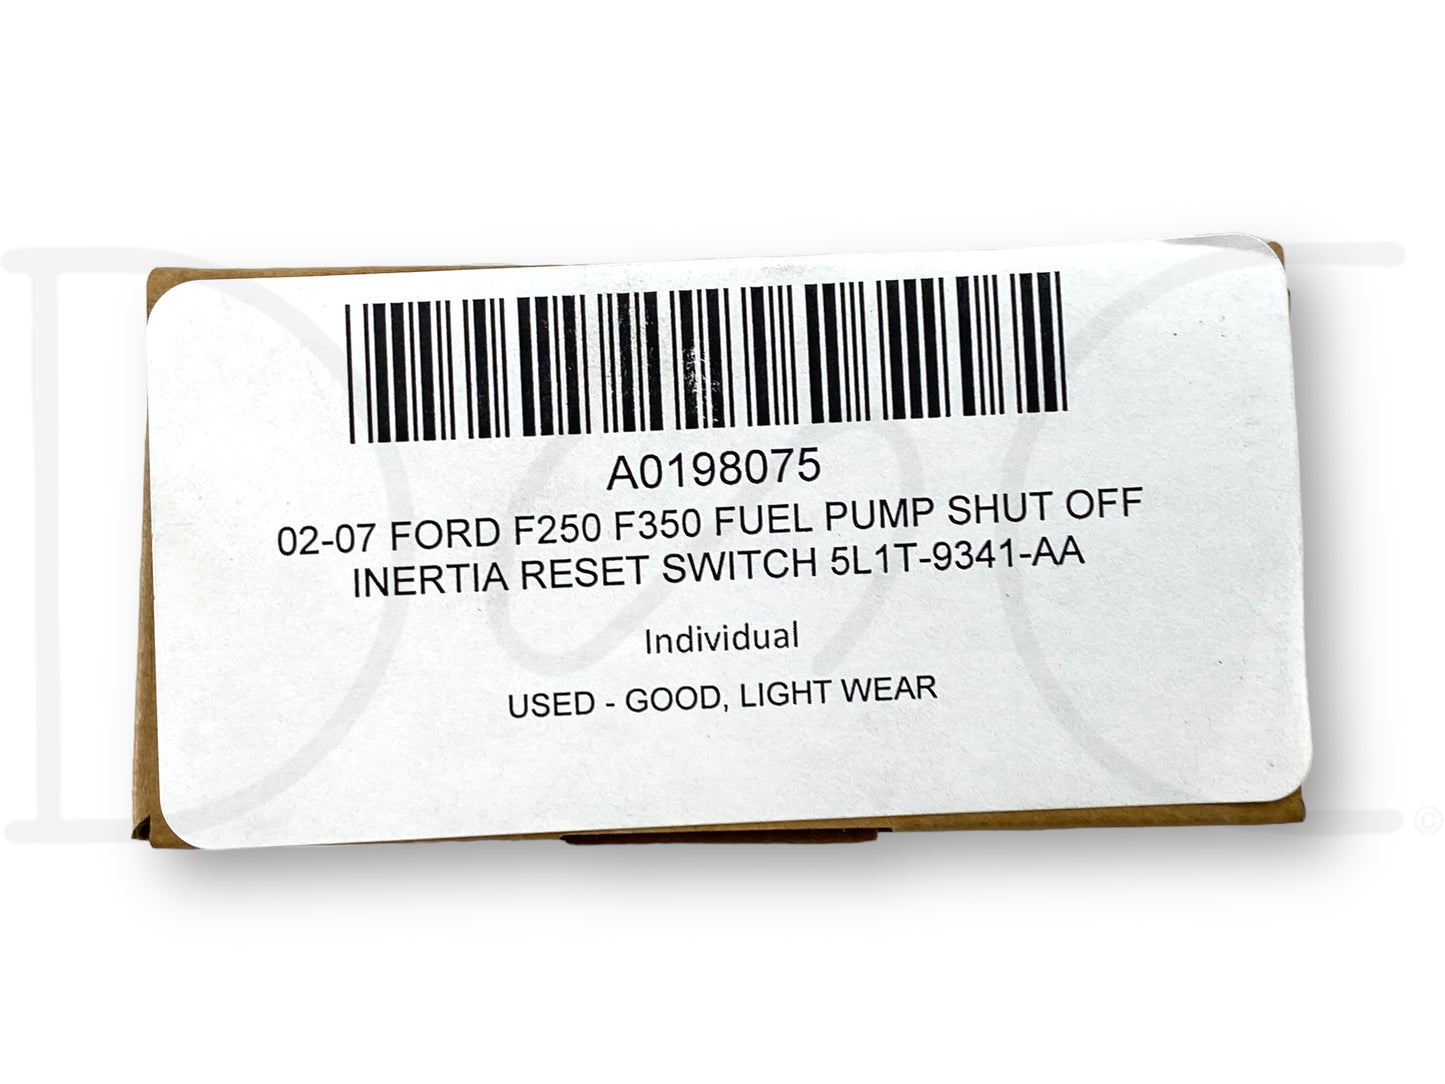 A0198075
02-07 FORD F250 F350 FUEL PUMP SHUT OFF
INERTIA RESET SWITCH 5L1T-9341-AA
Individual
USED - GOOD, LIGHT WEAR
©